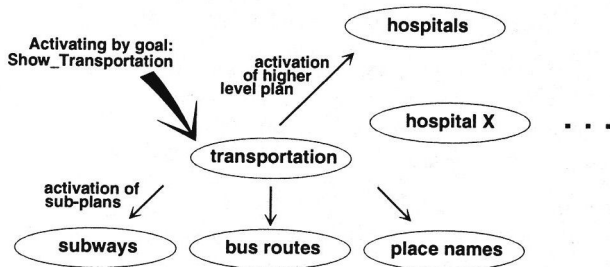 hospitals
Activating by goal:
Show_Transportation
activation
of higher
level plan
hospital X
. . .
transportation
activation of
sub-plans
subways
bus routes
place names